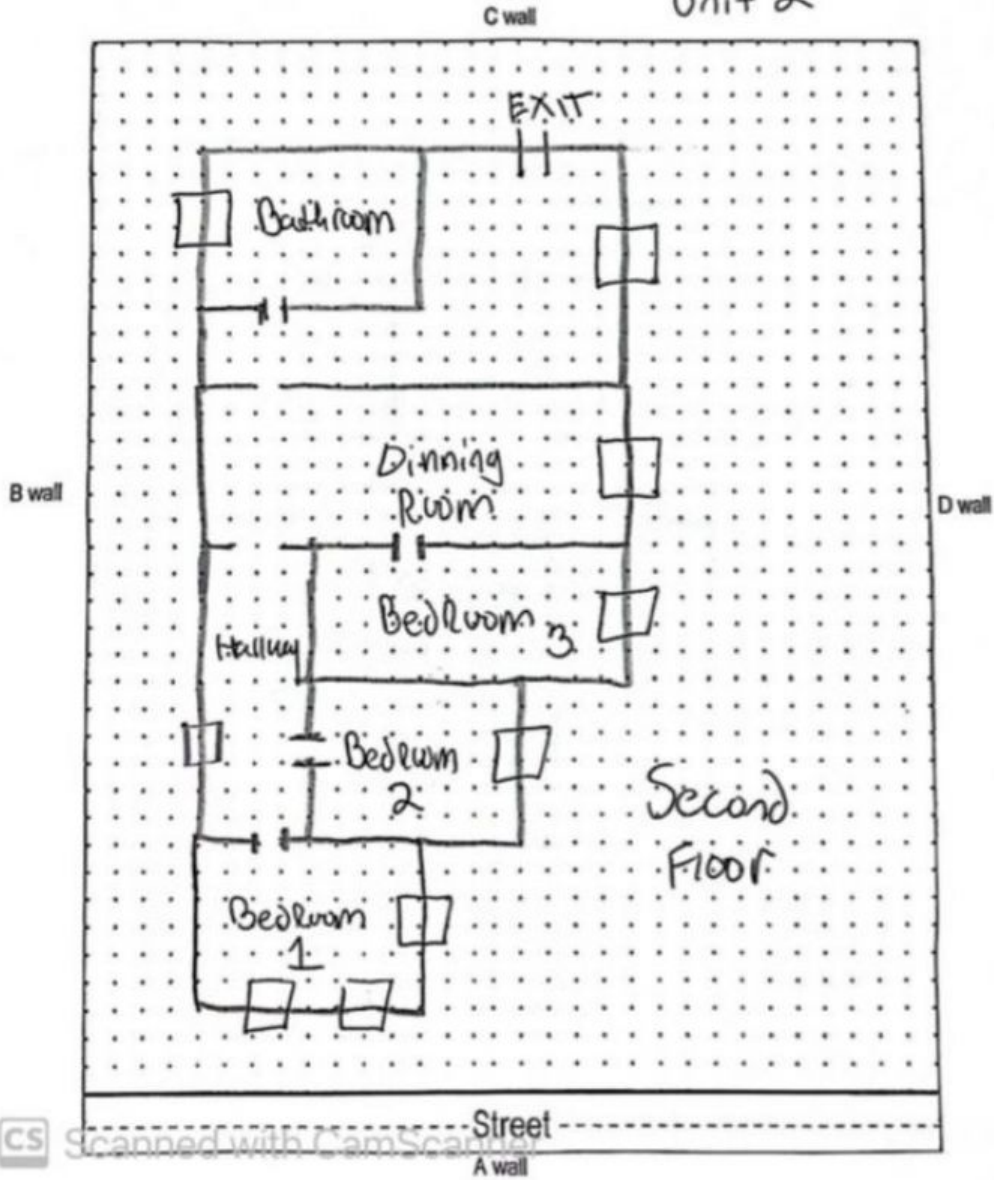 Unit 2
C wall
EXIT
Bathroom
Dinning
Room
B wall
D wall
BedRoom 3
Hallway
Bedroom
2
Second
Floor
BedRoom
1
Street
CS Scanned with CamScanner
A wall